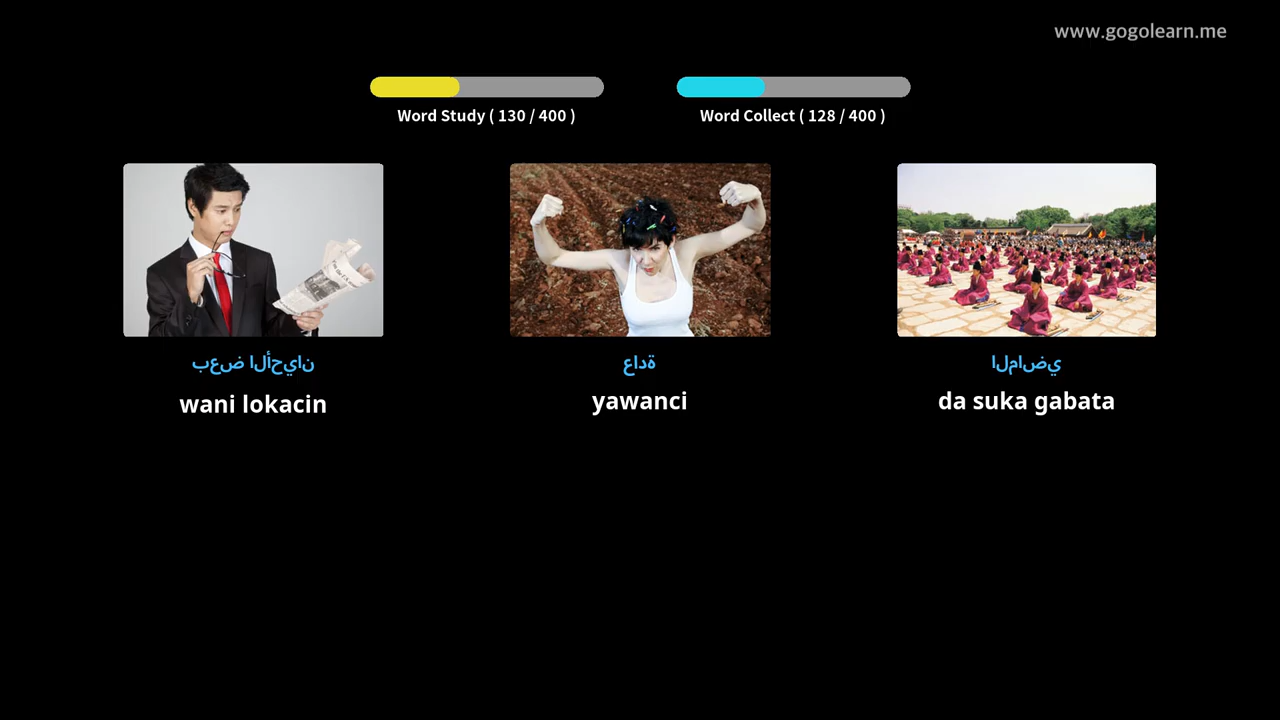 www.gogolearn.me
Word Study ( 130 / 400 )
Word Collect ( 128 / 400 )
بعض الأحيان
wani lokacin
عادة
yawanci
الماضي
da suka gabata